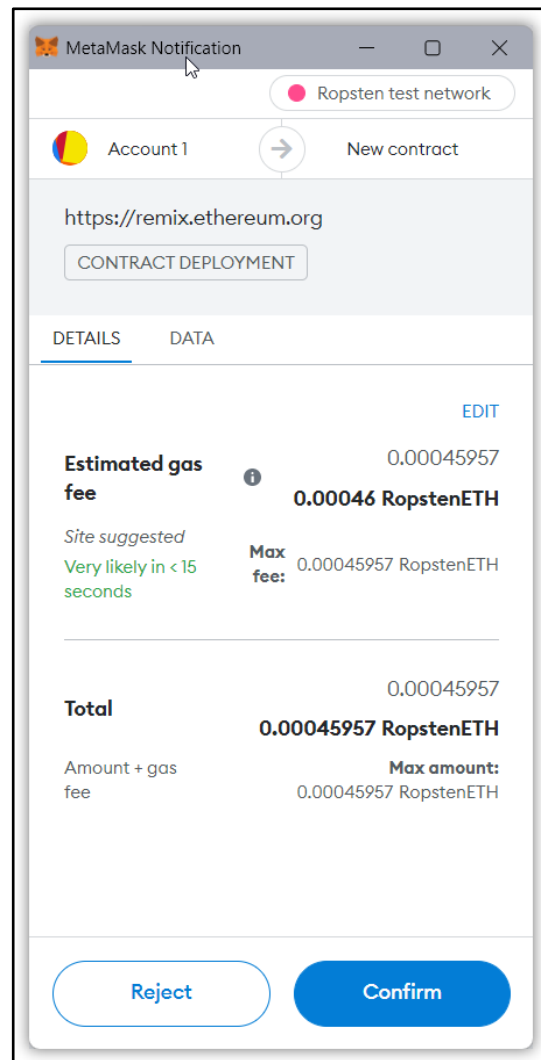 MetaMask Notification
Ropsten test network
Account 1
New contract
https://remix.ethereum.org
CONTRACT DEPLOYMENT
DETAILS
DATA
EDIT
Estimated gas
fee
0.00045957
0.00046 RopstenETH
Site suggested
Very likely in < 15
seconds
Max
fee:
0.00045957 RopstenETH
Total
0.00045957
0.00045957 RopstenETH
Amount + gas
fee
Max amount:
0.00045957 RopstenETH
Reject
Confirm